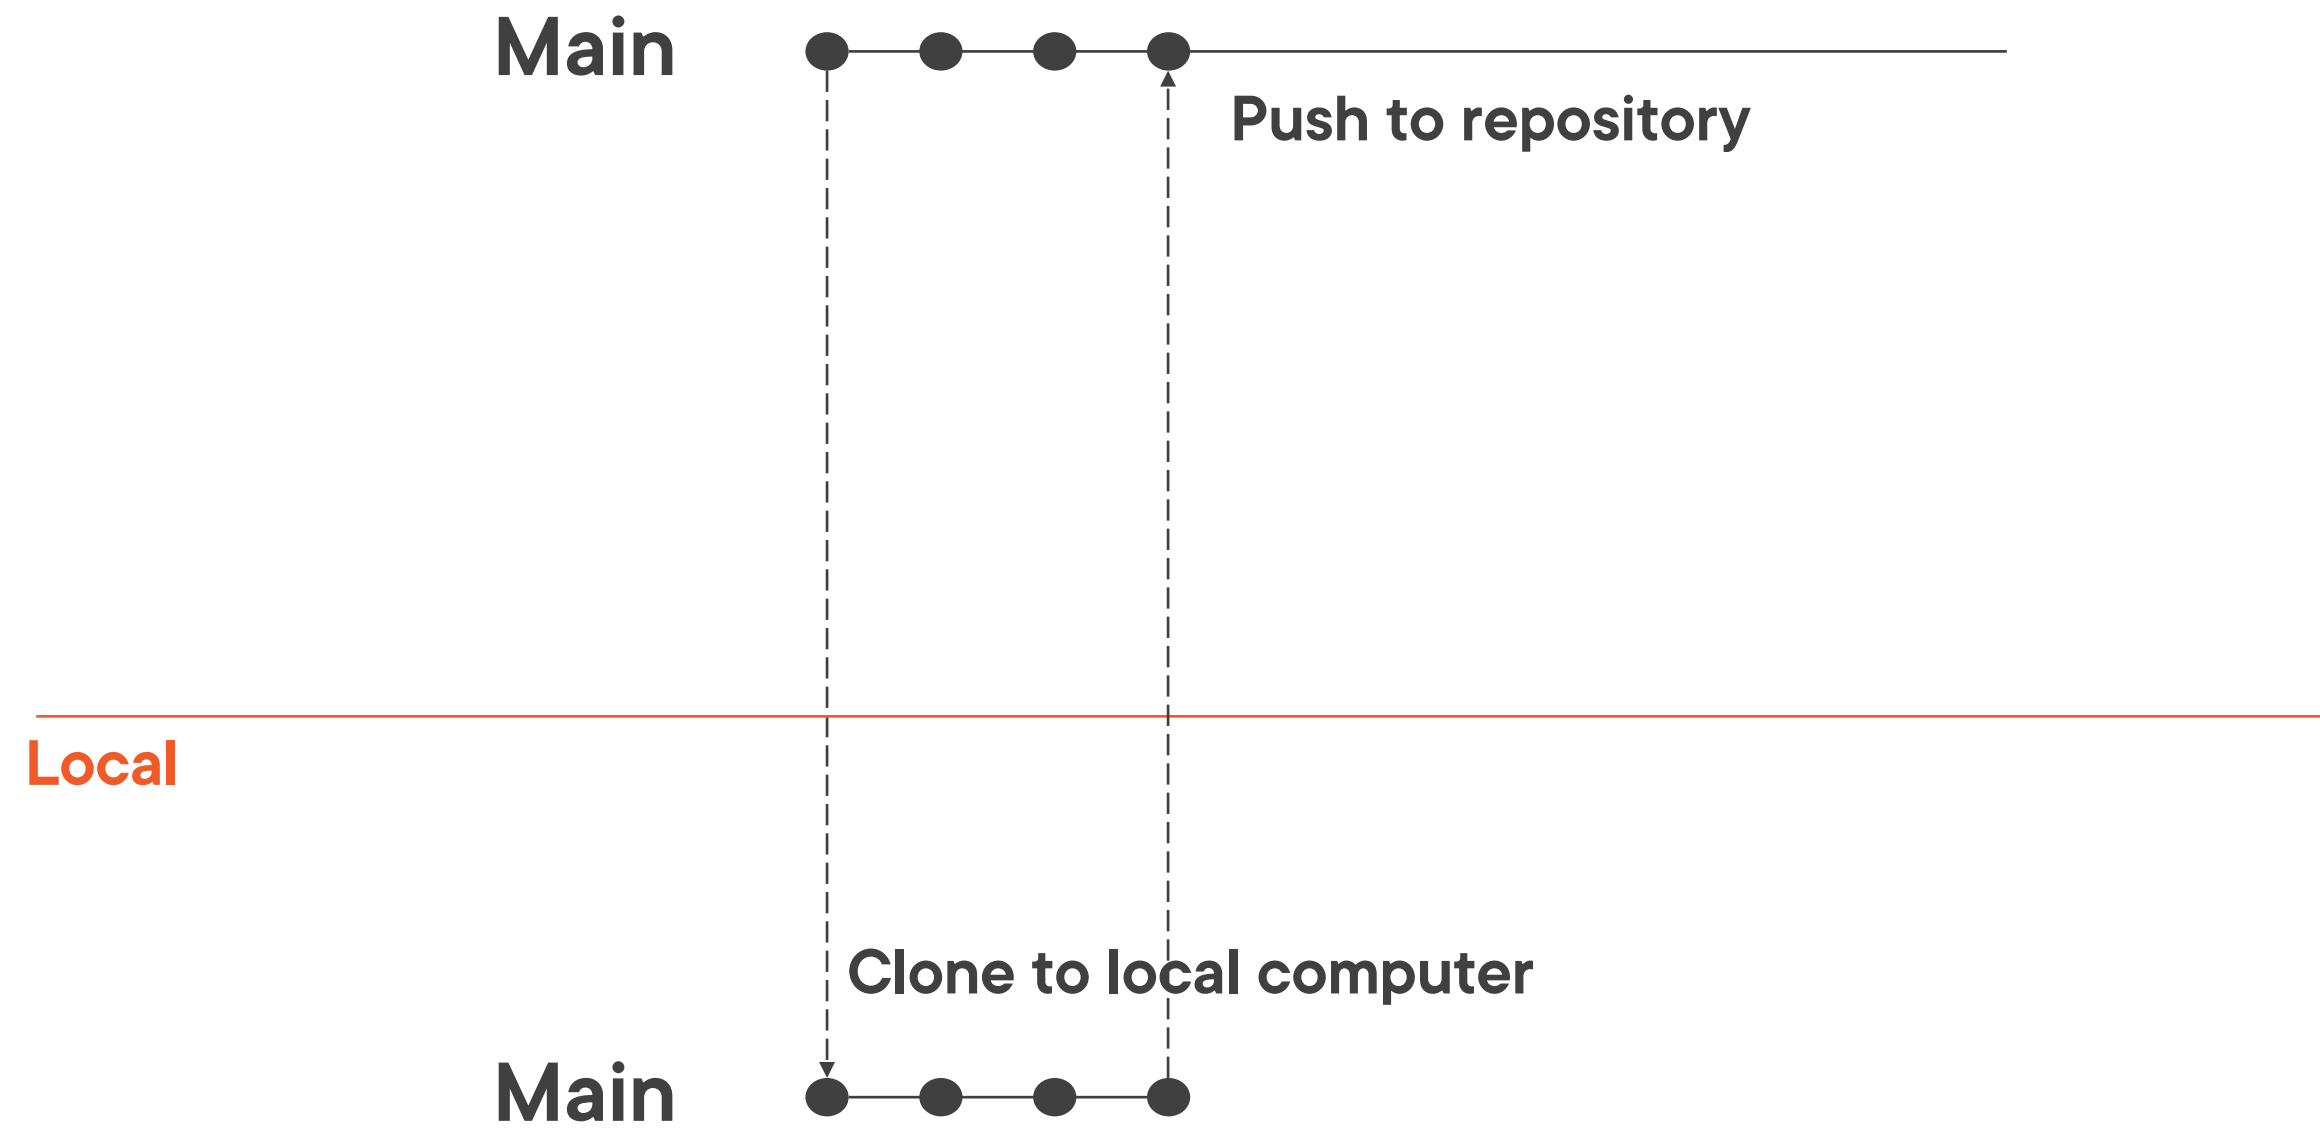 Main
Push to repository
Local
Clone to local computer
Main